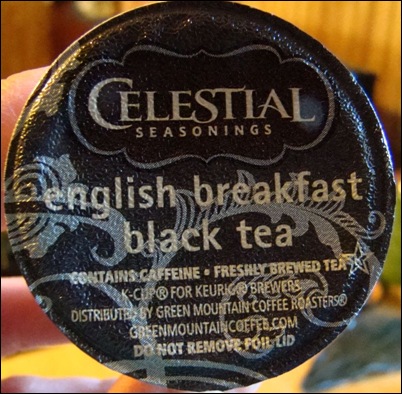 CELESTIAL
SEASONINGS
english breakfast
black tea
CONTAINS CAFFEINE • FRESHLY BREWED TEA
K-CUP® FOR KEURIG® BREWERS
DISTRIBUTED BY GREEN MOUNTAIN COFFEE ROASTERS®
GREENMOUNTAINCOFFEE.COM
DO NOT REMOVE FOIL LID